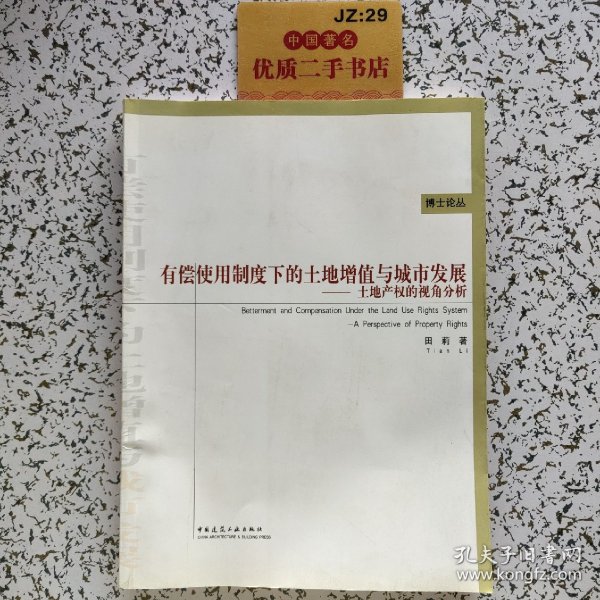 JZ:29
中国著名
优质二手书店
博士论丛
有偿使用制度下的土地增值与城市发展
—— 土地产权的视角分析
Betterment and Compensation Under the Land Use Rights System
—A Perspective of Property Rights
田 莉 著
Tian Li
中国建筑工业出版社
CHINA ARCHITECTURE & BUILDING PRESS
孔夫子旧书网
www.kongfz.com